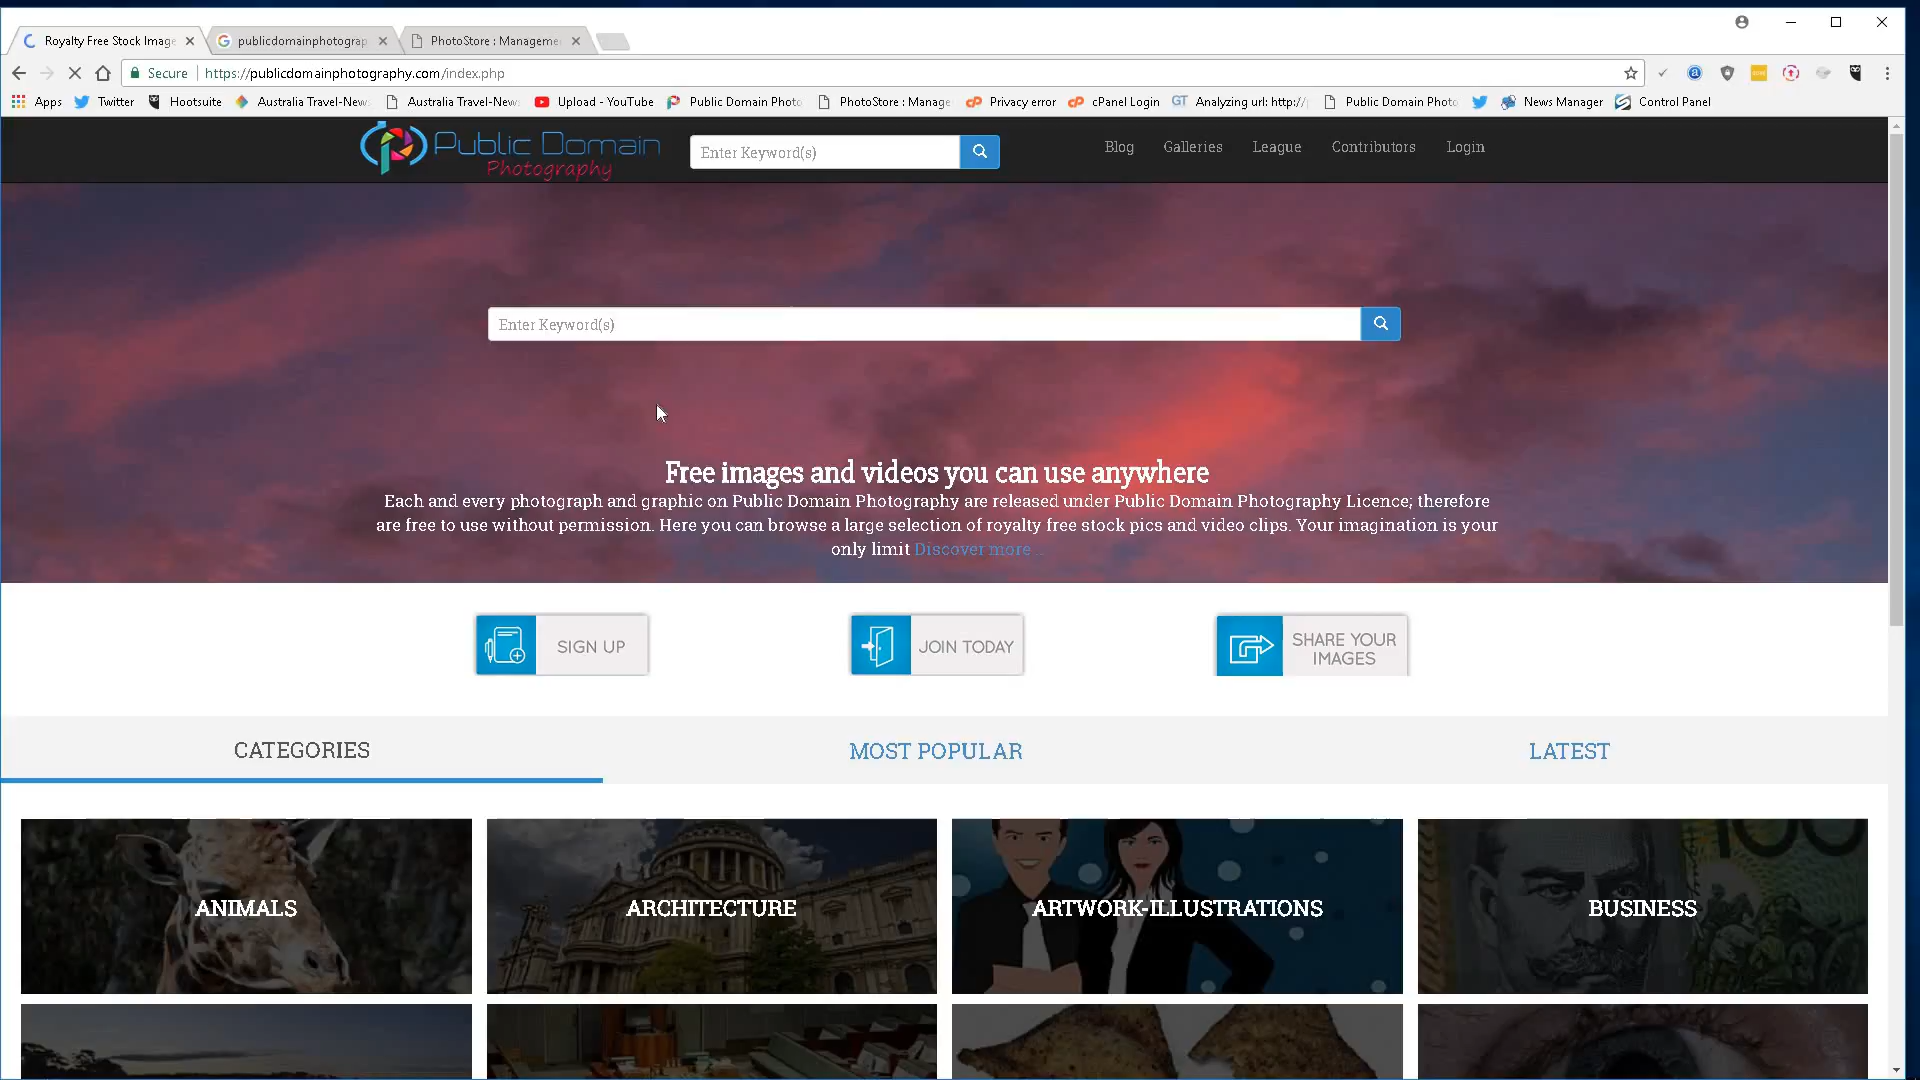 Royalty Free Stock Image
publicdomainphotograp
PhotoStore : Manageme
Secure
https://publicdomainphotography.com/index.php
Apps
Twitter
Hootsuite
Australia Travel-New
Australia Travel-New
Upload - YouTube
Public Domain Photo
PhotoStore : Manage
Privacy error
cPanel Login
Analyzing url: http://
Public Domain Photo
News Manager
Control Panel
Public Domain
Photography
Enter Keyword(s)
Blog
Galleries
League
Contributors
Login
Enter Keyword(s)
Free images and videos you can use anywhere
Each and every photograph and graphic on Public Domain Photography are released under Public Domain Photography Licence; therefore
are free to use without permission. Here you can browse a large selection of royalty free stock pics and video clips. Your imagination is your
only limit Discover more ...
SIGN UP
JOIN TODAY
SHARE YOUR
IMAGES
CATEGORIES
MOST POPULAR
LATEST
ANIMALS
ARCHITECTURE
ARTWORK-ILLUSTRATIONS
BUSINESS
100